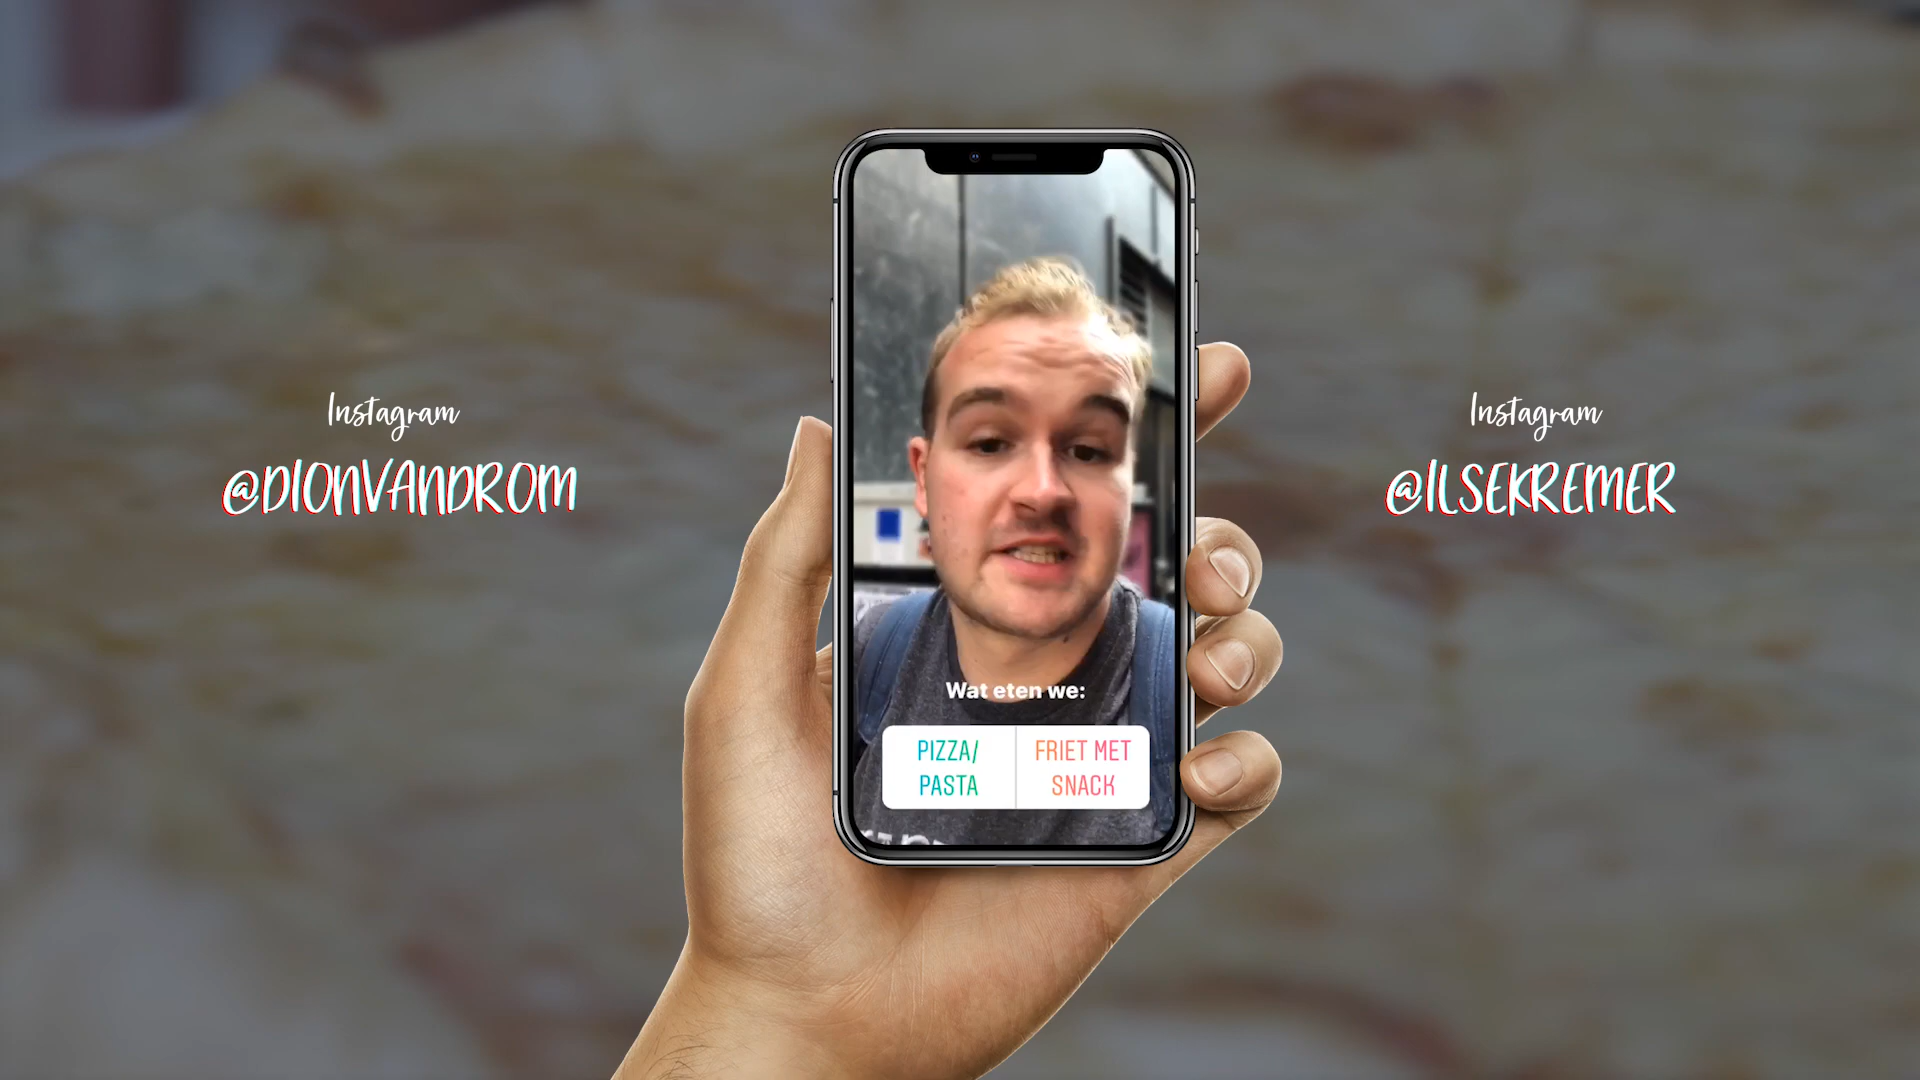 Instagram
@DIONVANDROM
Instagram
@ILSEKREMER
Wat eten we:
PIZZA/
PASTA
FRIET MET
SNACK